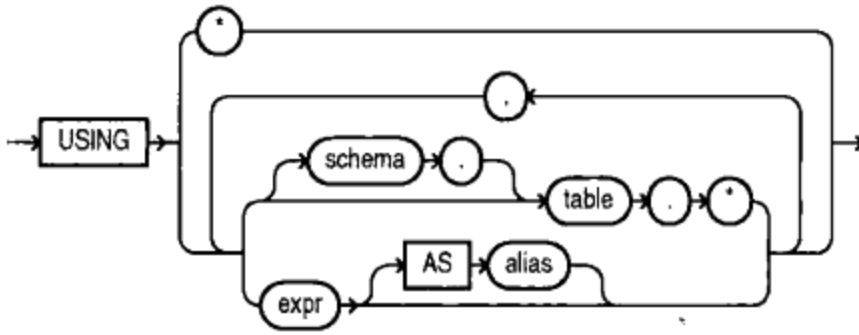 *
,
USING
schema .
table . *
AS alias
expr